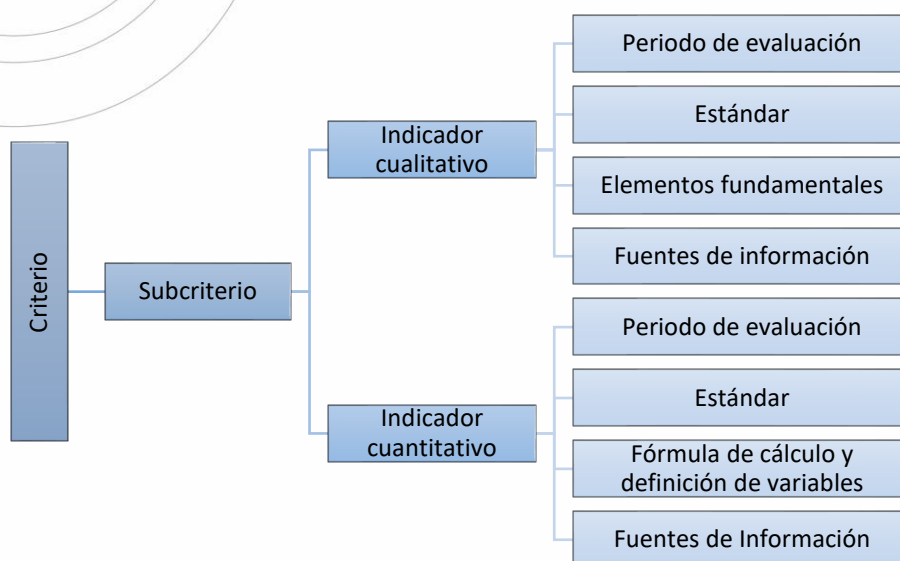 Criterio
Subcriterio
Indicador
cualitativo
Periodo de evaluación
Estándar
Elementos fundamentales
Fuentes de información
Indicador
cuantitativo
Periodo de evaluación
Estándar
Fórmula de cálculo y
definición de variables
Fuentes de Información